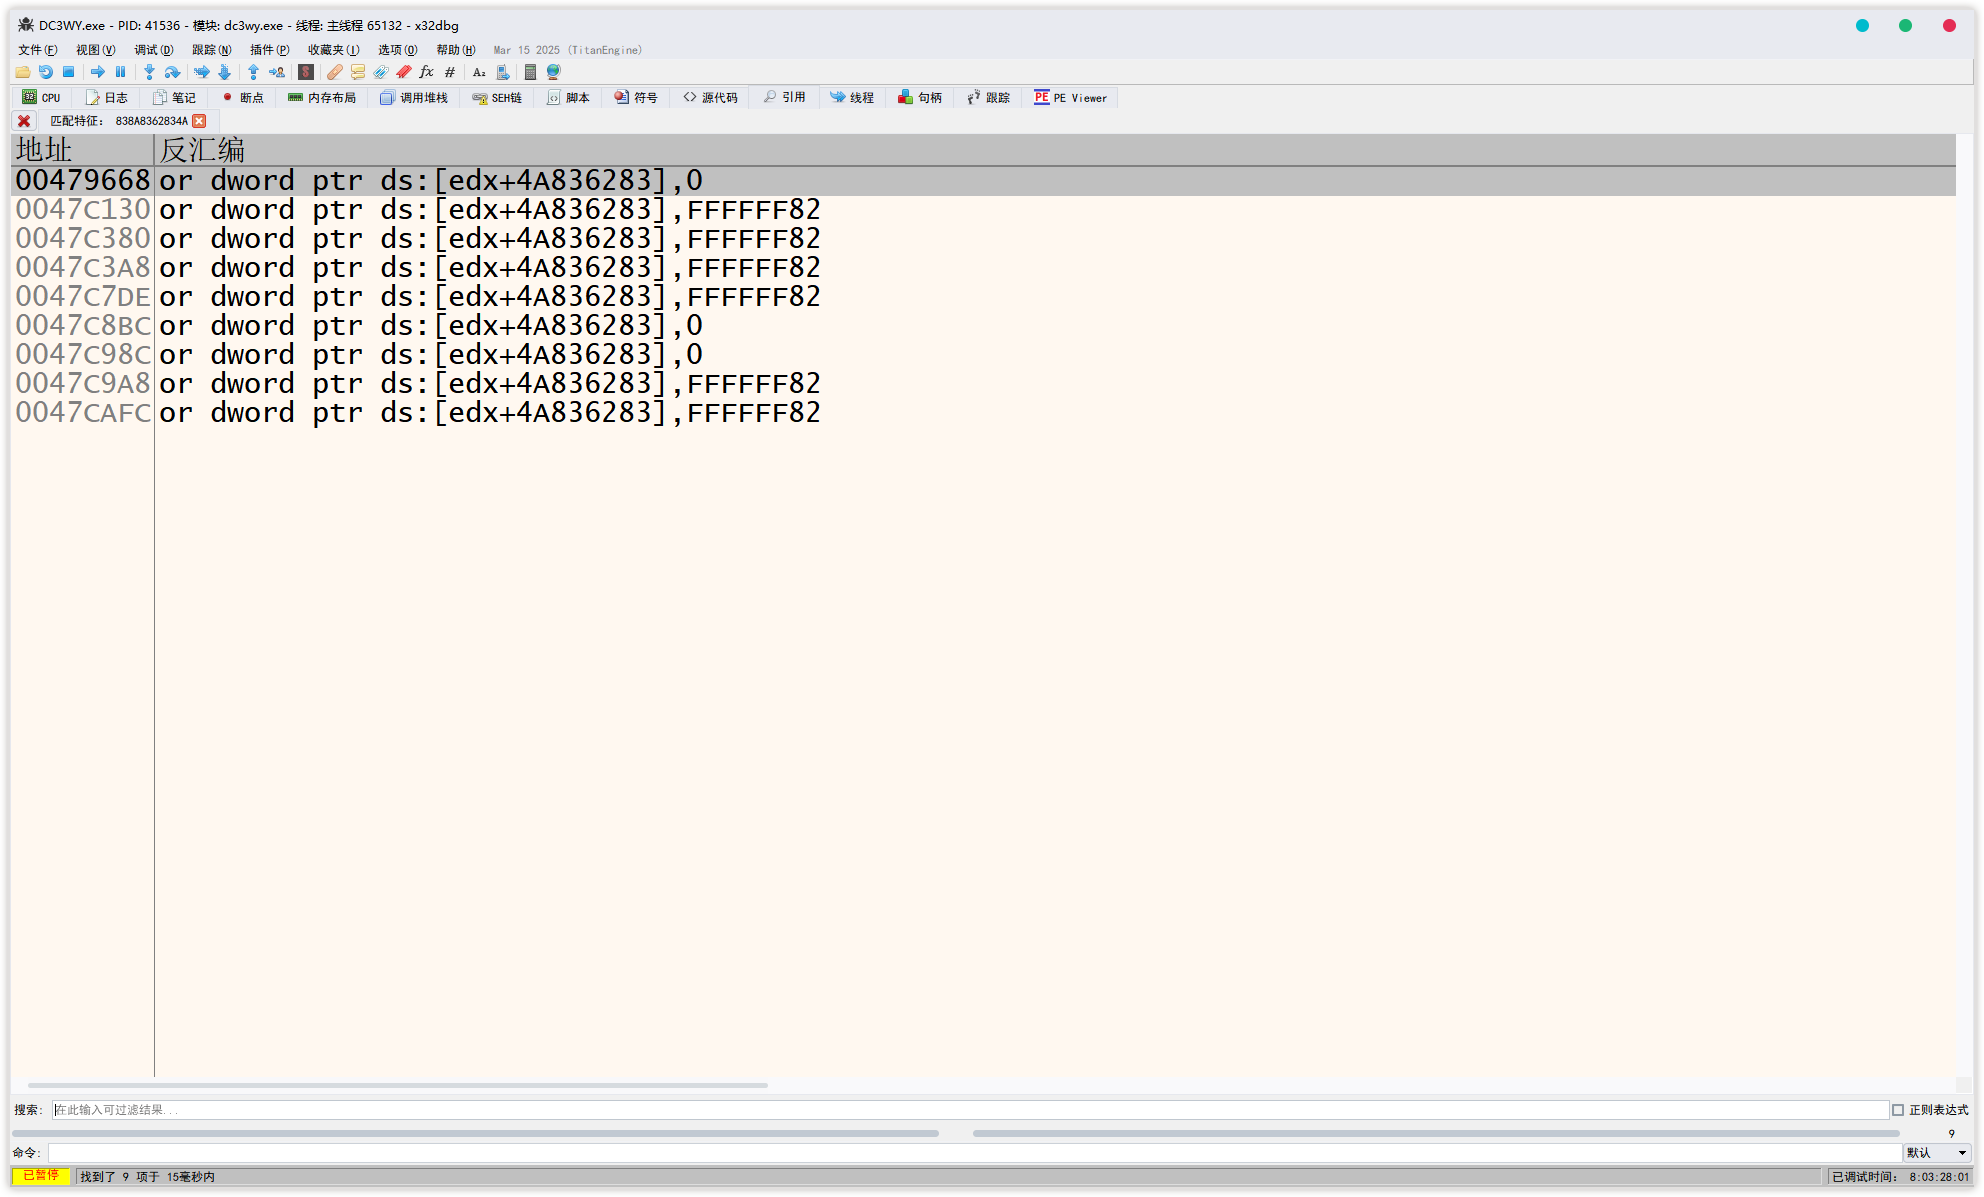 DC3WY.exe - PID: 41536 - 模块: dc3wy.exe - 线程: 主线程 65132 - x32dbg
文件(F) 视图(V) 调试(D) 跟踪(N) 插件(P) 收藏夹(I) 选项(O) 帮助(H) Mar 15 2025 (TitanEngine)
CPU 日志 笔记 断点 内存布局 调用堆栈 SEH链 脚本 符号 源代码 引用 线程 句柄 跟踪 PE PE Viewer
匹配特征: 838A8362834A
地址 反汇编
00479668 or dword ptr ds:[edx+4A836283],0
0047C130 or dword ptr ds:[edx+4A836283],FFFFFF82
0047C380 or dword ptr ds:[edx+4A836283],FFFFFF82
0047C3A8 or dword ptr ds:[edx+4A836283],FFFFFF82
0047C7DE or dword ptr ds:[edx+4A836283],FFFFFF82
0047C8BC or dword ptr ds:[edx+4A836283],0
0047C98C or dword ptr ds:[edx+4A836283],0
0047C9A8 or dword ptr ds:[edx+4A836283],FFFFFF82
0047CAFC or dword ptr ds:[edx+4A836283],FFFFFF82
搜索: 在此输入可过滤结果... 正则表达式
9
命令: 默认
已暂停 找到了 9 项于 15毫秒内 已调试时间: 8:03:28:01